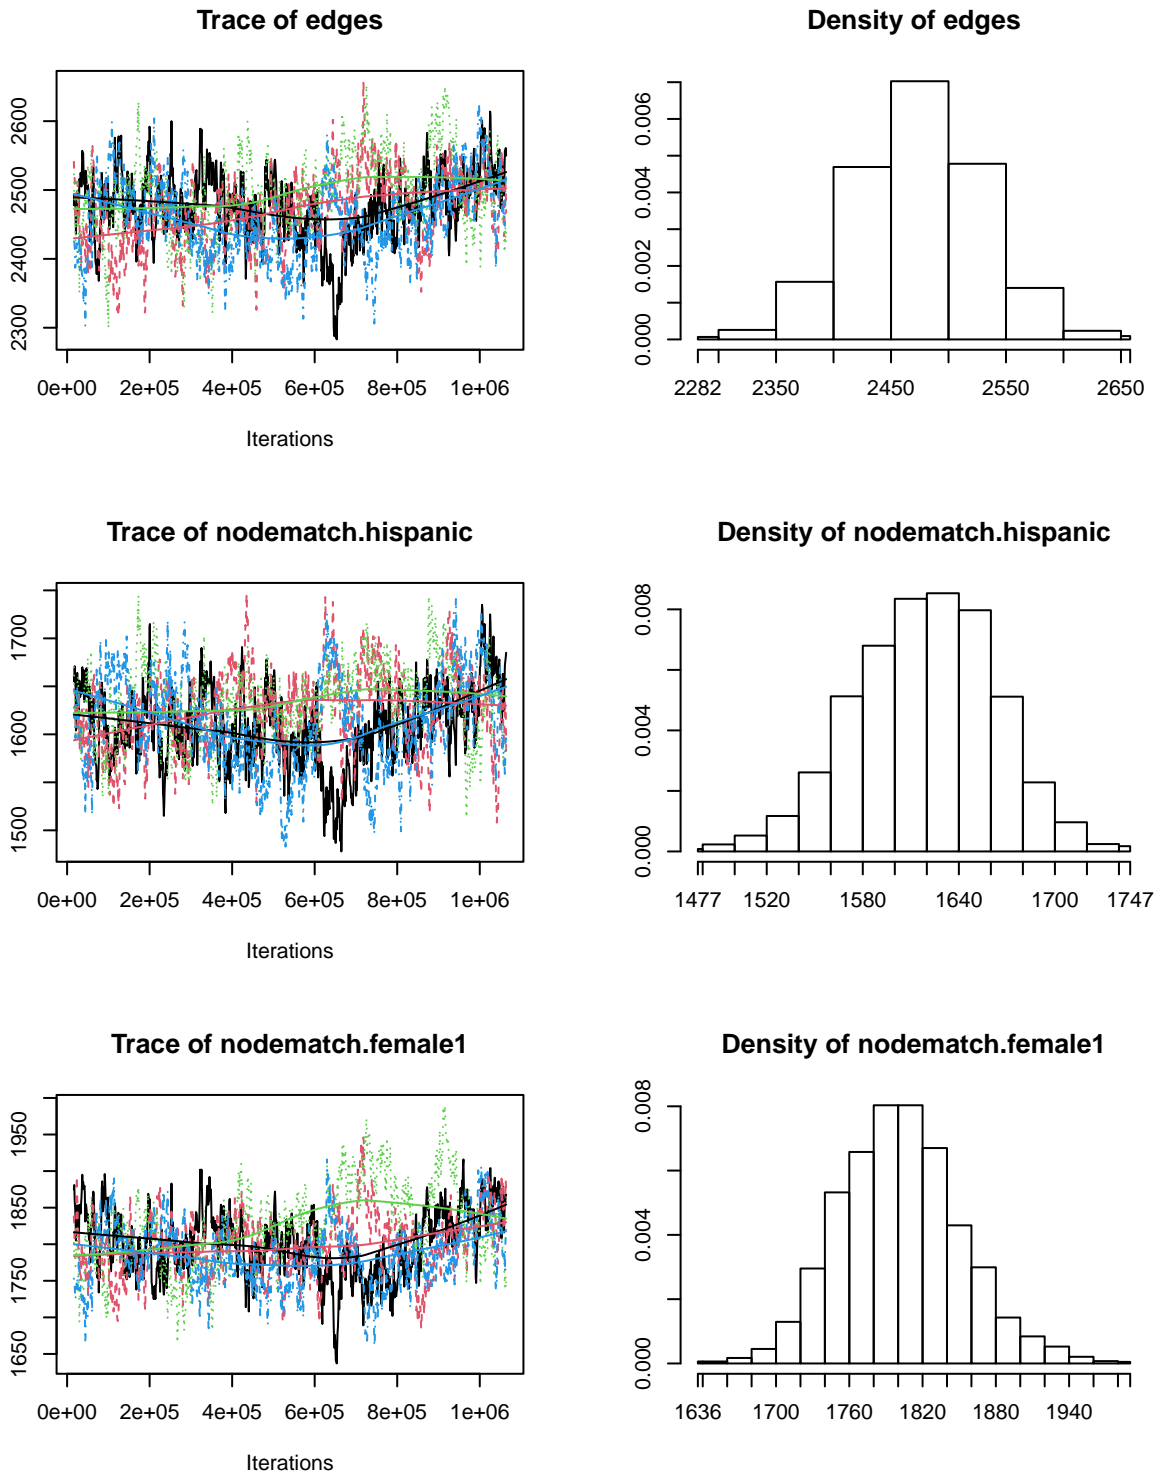 Trace of edges
Density of edges
2600
2500
2400
2300
0e+00 2e+05 4e+05 6e+05 8e+05 1e+06
Iterations
0.006
0.004
0.002
0.000
2282 2350 2450 2550 2650
Trace of nodematch.hispanic
Density of nodematch.hispanic
1700
1600
1500
0e+00 2e+05 4e+05 6e+05 8e+05 1e+06
Iterations
0.008
0.004
0.000
1477 1520 1580 1640 1700 1747
Trace of nodematch.female1
Density of nodematch.female1
1950
1850
1750
1650
0e+00 2e+05 4e+05 6e+05 8e+05 1e+06
Iterations
0.008
0.004
0.000
1636 1700 1760 1820 1880 1940